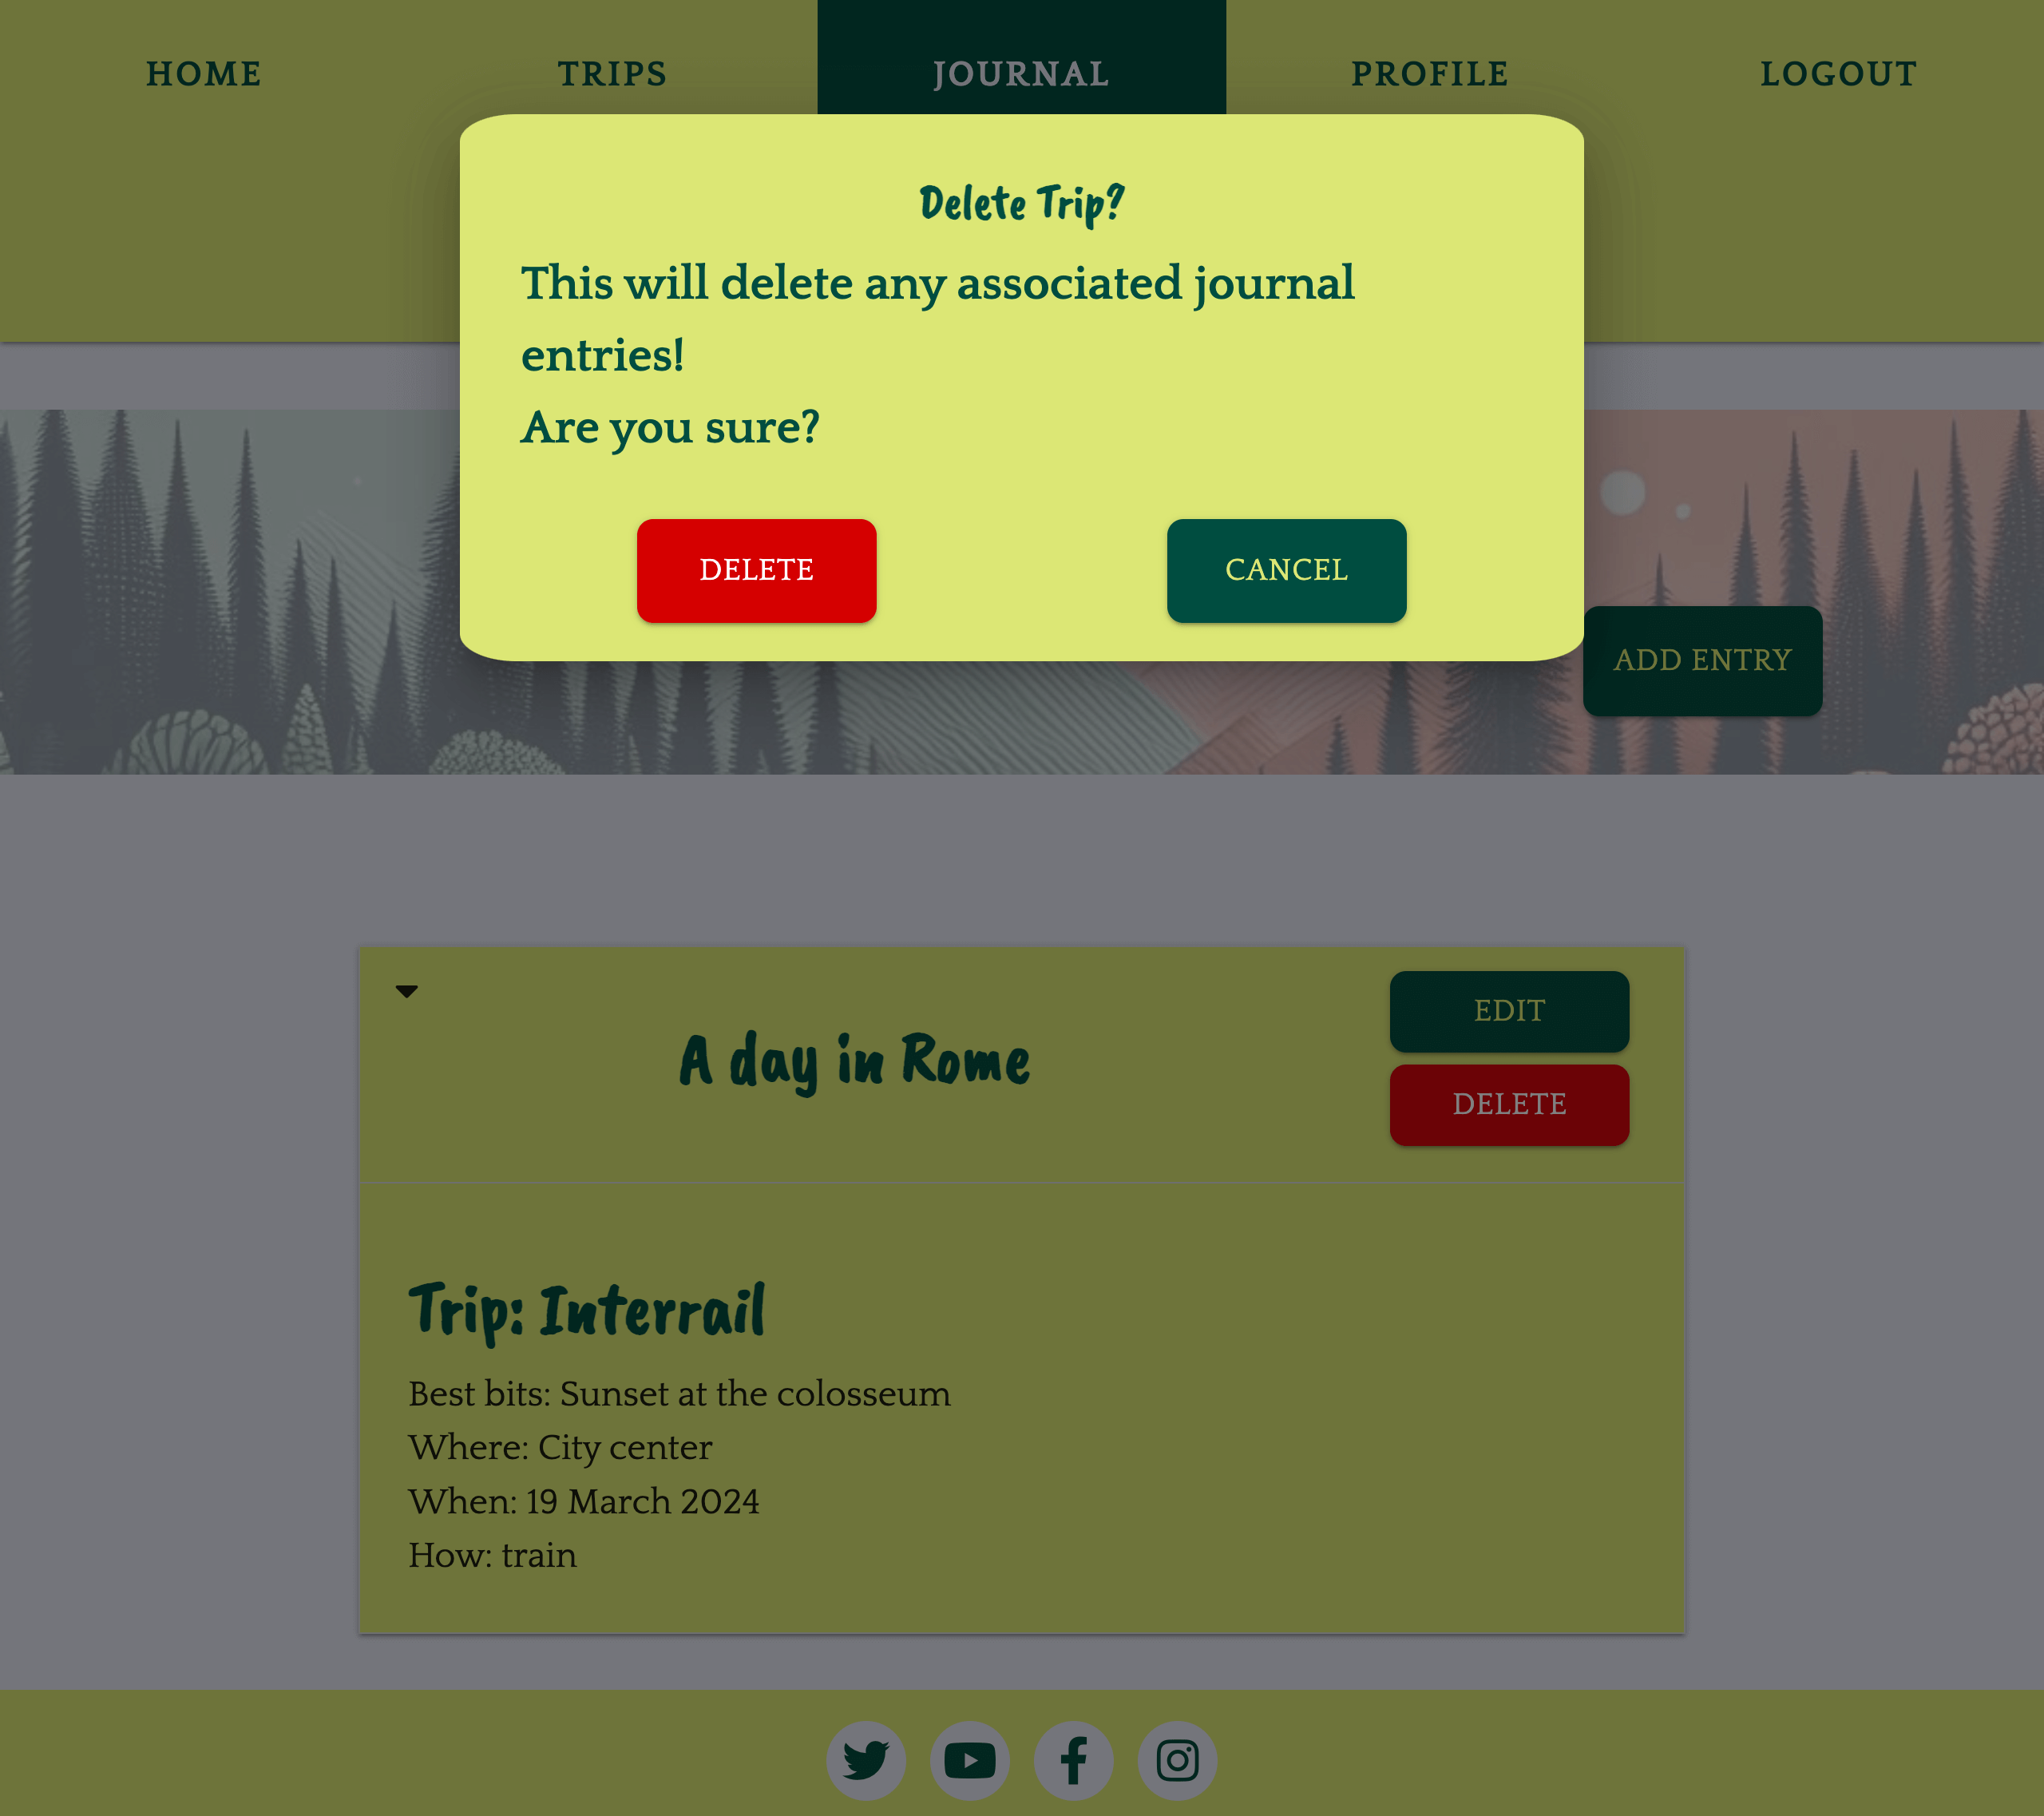 HOME TRIPS JOURNAL PROFILE LOGOUT
Delete Trip?
This will delete any associated journal
entries!
Are you sure?
DELETE CANCEL
ADD ENTRY
EDIT
A day in Rome
DELETE
Trip: Interrail
Best bits: Sunset at the colosseum
Where: City center
When: 19 March 2024
How: train